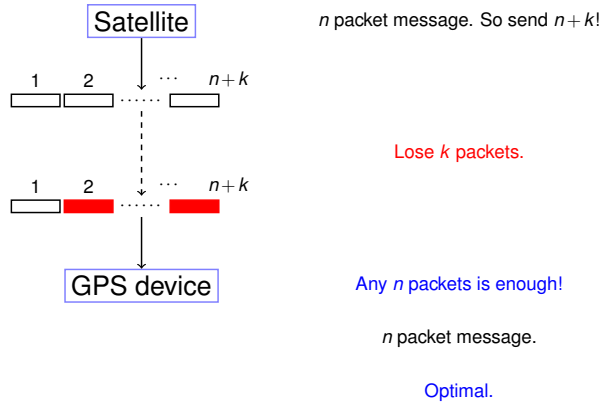 Satellite
n packet message. So send n+k!
1 2 ··· n+k
······
Lose k packets.
1 2 ··· n+k
······
GPS device
Any n packets is enough!
n packet message.
Optimal.